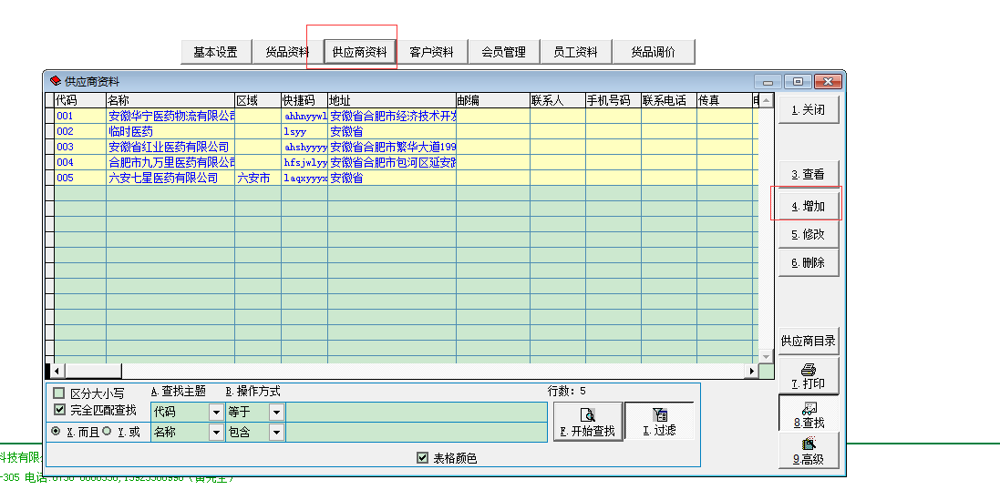 基本设置 货品资料 供应商资料 客户资料 会员管理 员工资料 货品调价
供应商资料
代码 名称 区域 快捷码 地址 邮编 联系人 手机号码 联系电话 传真
001 安徽华宁医药物流有限公司 ahhnyywl 安徽省合肥市经济技术开发
002 临时医药 lsyy 安徽省
003 安徽省红业医药有限公司 ahshyyyy 安徽省合肥市繁华大道199
004 合肥市九万里医药有限公司 hfsjwlyy 安徽省合肥市包河区延安路
005 六安七星医药有限公司 六安市 laqxyyyx 安徽省
1.关闭
3.查看
4.增加
5.修改
6.删除
供应商目录
7.打印
8.查找
9.高级
区分大小写 A.查找主题 B.操作方式 行数: 5
完全匹配查找 代码 等于
X.而且 Y.或 名称 包含
F.开始查找 I.过滤
表格颜色
科技有限
-305 电话: